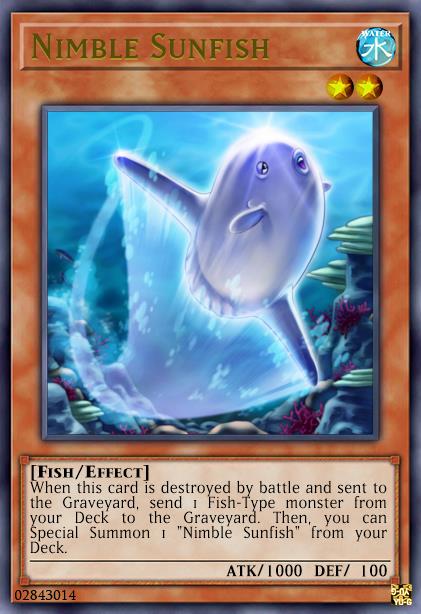 Nimble Sunfish
WATER
水
[Fish/Effect]
When this card is destroyed by battle and sent to
the Graveyard, send 1 Fish-Type monster from
your Deck to the Graveyard. Then, you can
Special Summon 1 "Nimble Sunfish" from your
Deck.
ATK/1000 DEF/ 100
02843014